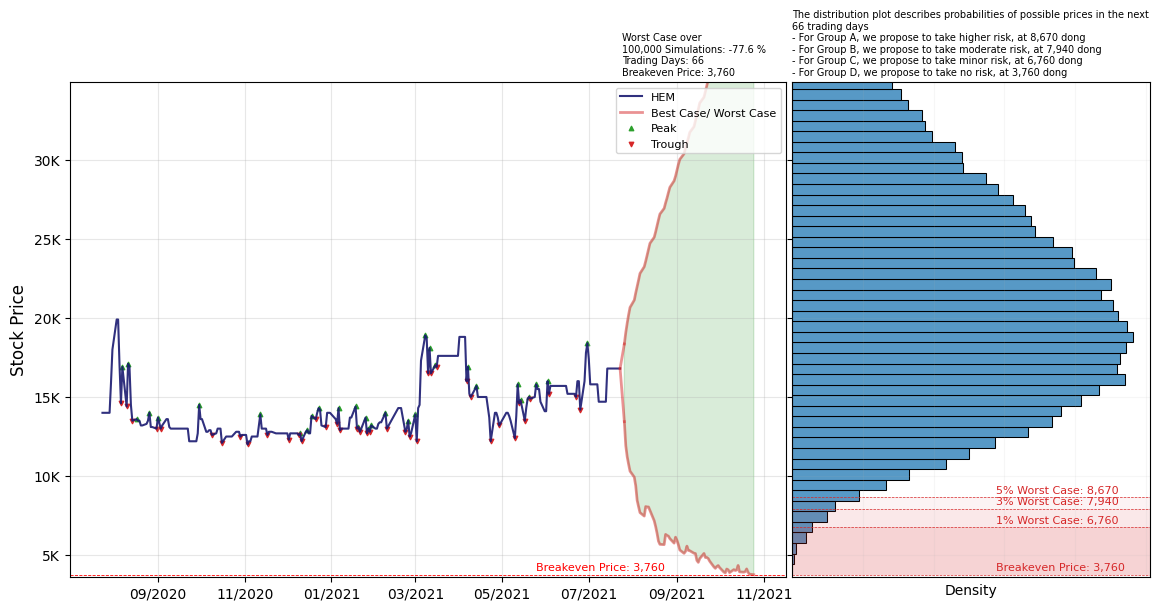 The distribution plot describes probabilities of possible prices in the next
66 trading days
- For Group A, we propose to take higher risk, at 8,670 dong
- For Group B, we propose to take moderate risk, at 7,940 dong
- For Group C, we propose to take minor risk, at 6,760 dong
- For Group D, we propose to take no risk, at 3,760 dong
Worst Case over
100,000 Simulations: -77.6 %
Trading Days: 66
Breakeven Price: 3,760
HEM
Best Case/ Worst Case
Peak
Trough
Stock Price
30K
25K
20K
15K
10K
5K
09/2020
11/2020
01/2021
03/2021
05/2021
07/2021
09/2021
11/2021
Breakeven Price: 3,760
5% Worst Case: 8,670
3% Worst Case: 7,940
1% Worst Case: 6,760
Breakeven Price: 3,760
Density